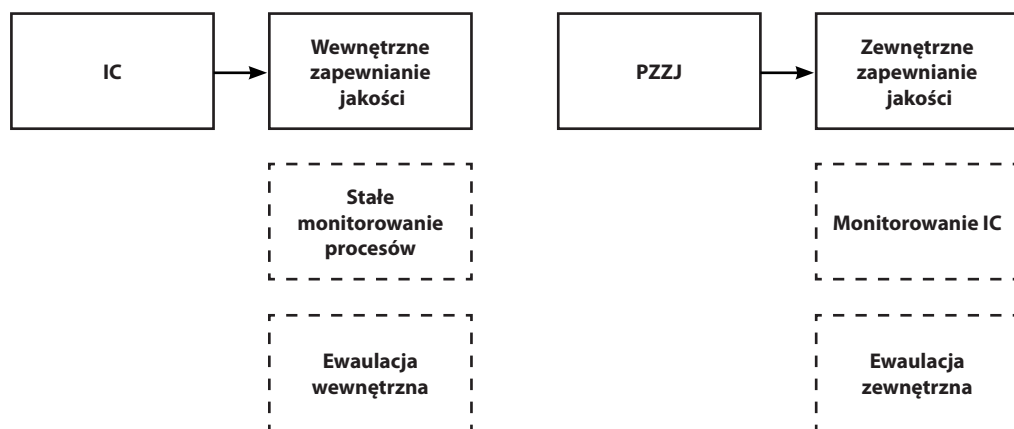 IC
Wewnętrzne
zapewnianie
jakości
PZZJ
Zewnętrzne
zapewnianie
jakości
Stałe
monitorowanie
procesów
Monitorowanie IC
Ewaulacja
wewnętrzna
Ewaulacja
zewnętrzna